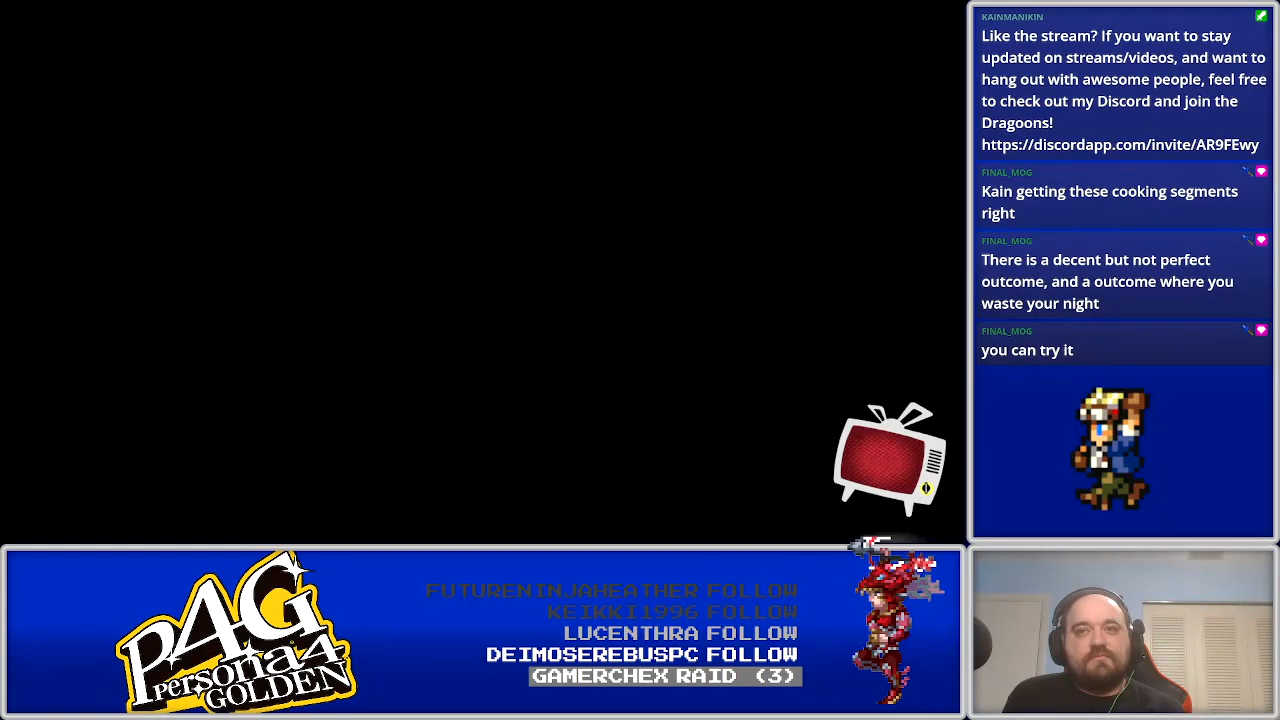 KAINMANIKIN
Like the stream? If you want to stay
updated on streams/videos, and want to
hang out with awesome people, feel free
to check out my Discord and join the
Dragoons!
https://discordapp.com/invite/AR9FEwy
FINAL_MOG
Kain getting these cooking segments
right
FINAL_MOG
There is a decent but not perfect
outcome, and a outcome where you
waste your night
FINAL_MOG
you can try it
P4G
Persona4
GOLDEN
FUTURENINJAHEATHER FOLLOW
KEIKKI1996 FOLLOW
LUCENTHRA FOLLOW
DEIMOSEREBUSPC FOLLOW
GAMERCHEX RAID (3)